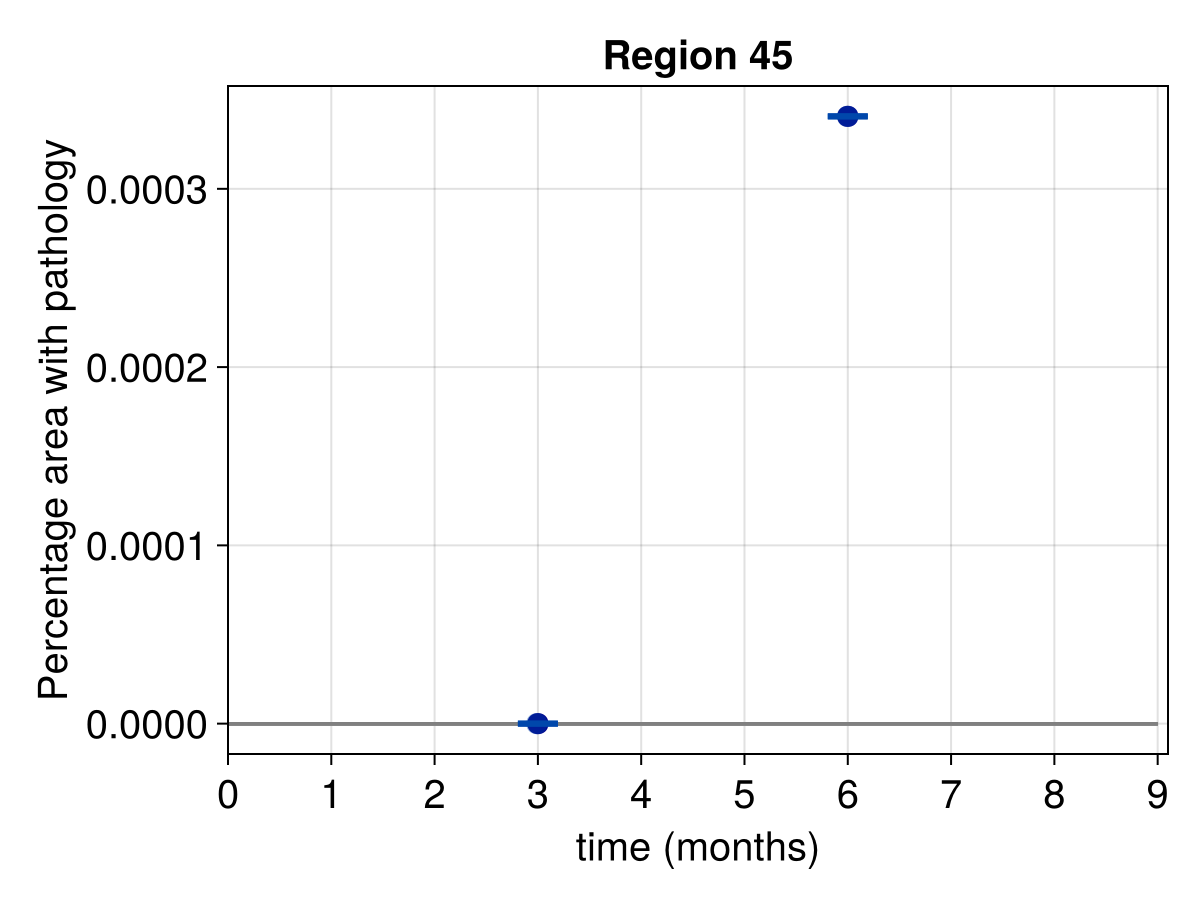 Region 45
Percentage area with pathology
0.0003
0.0002
0.0001
0.0000
0 1 2 3 4 5 6 7 8 9
time (months)